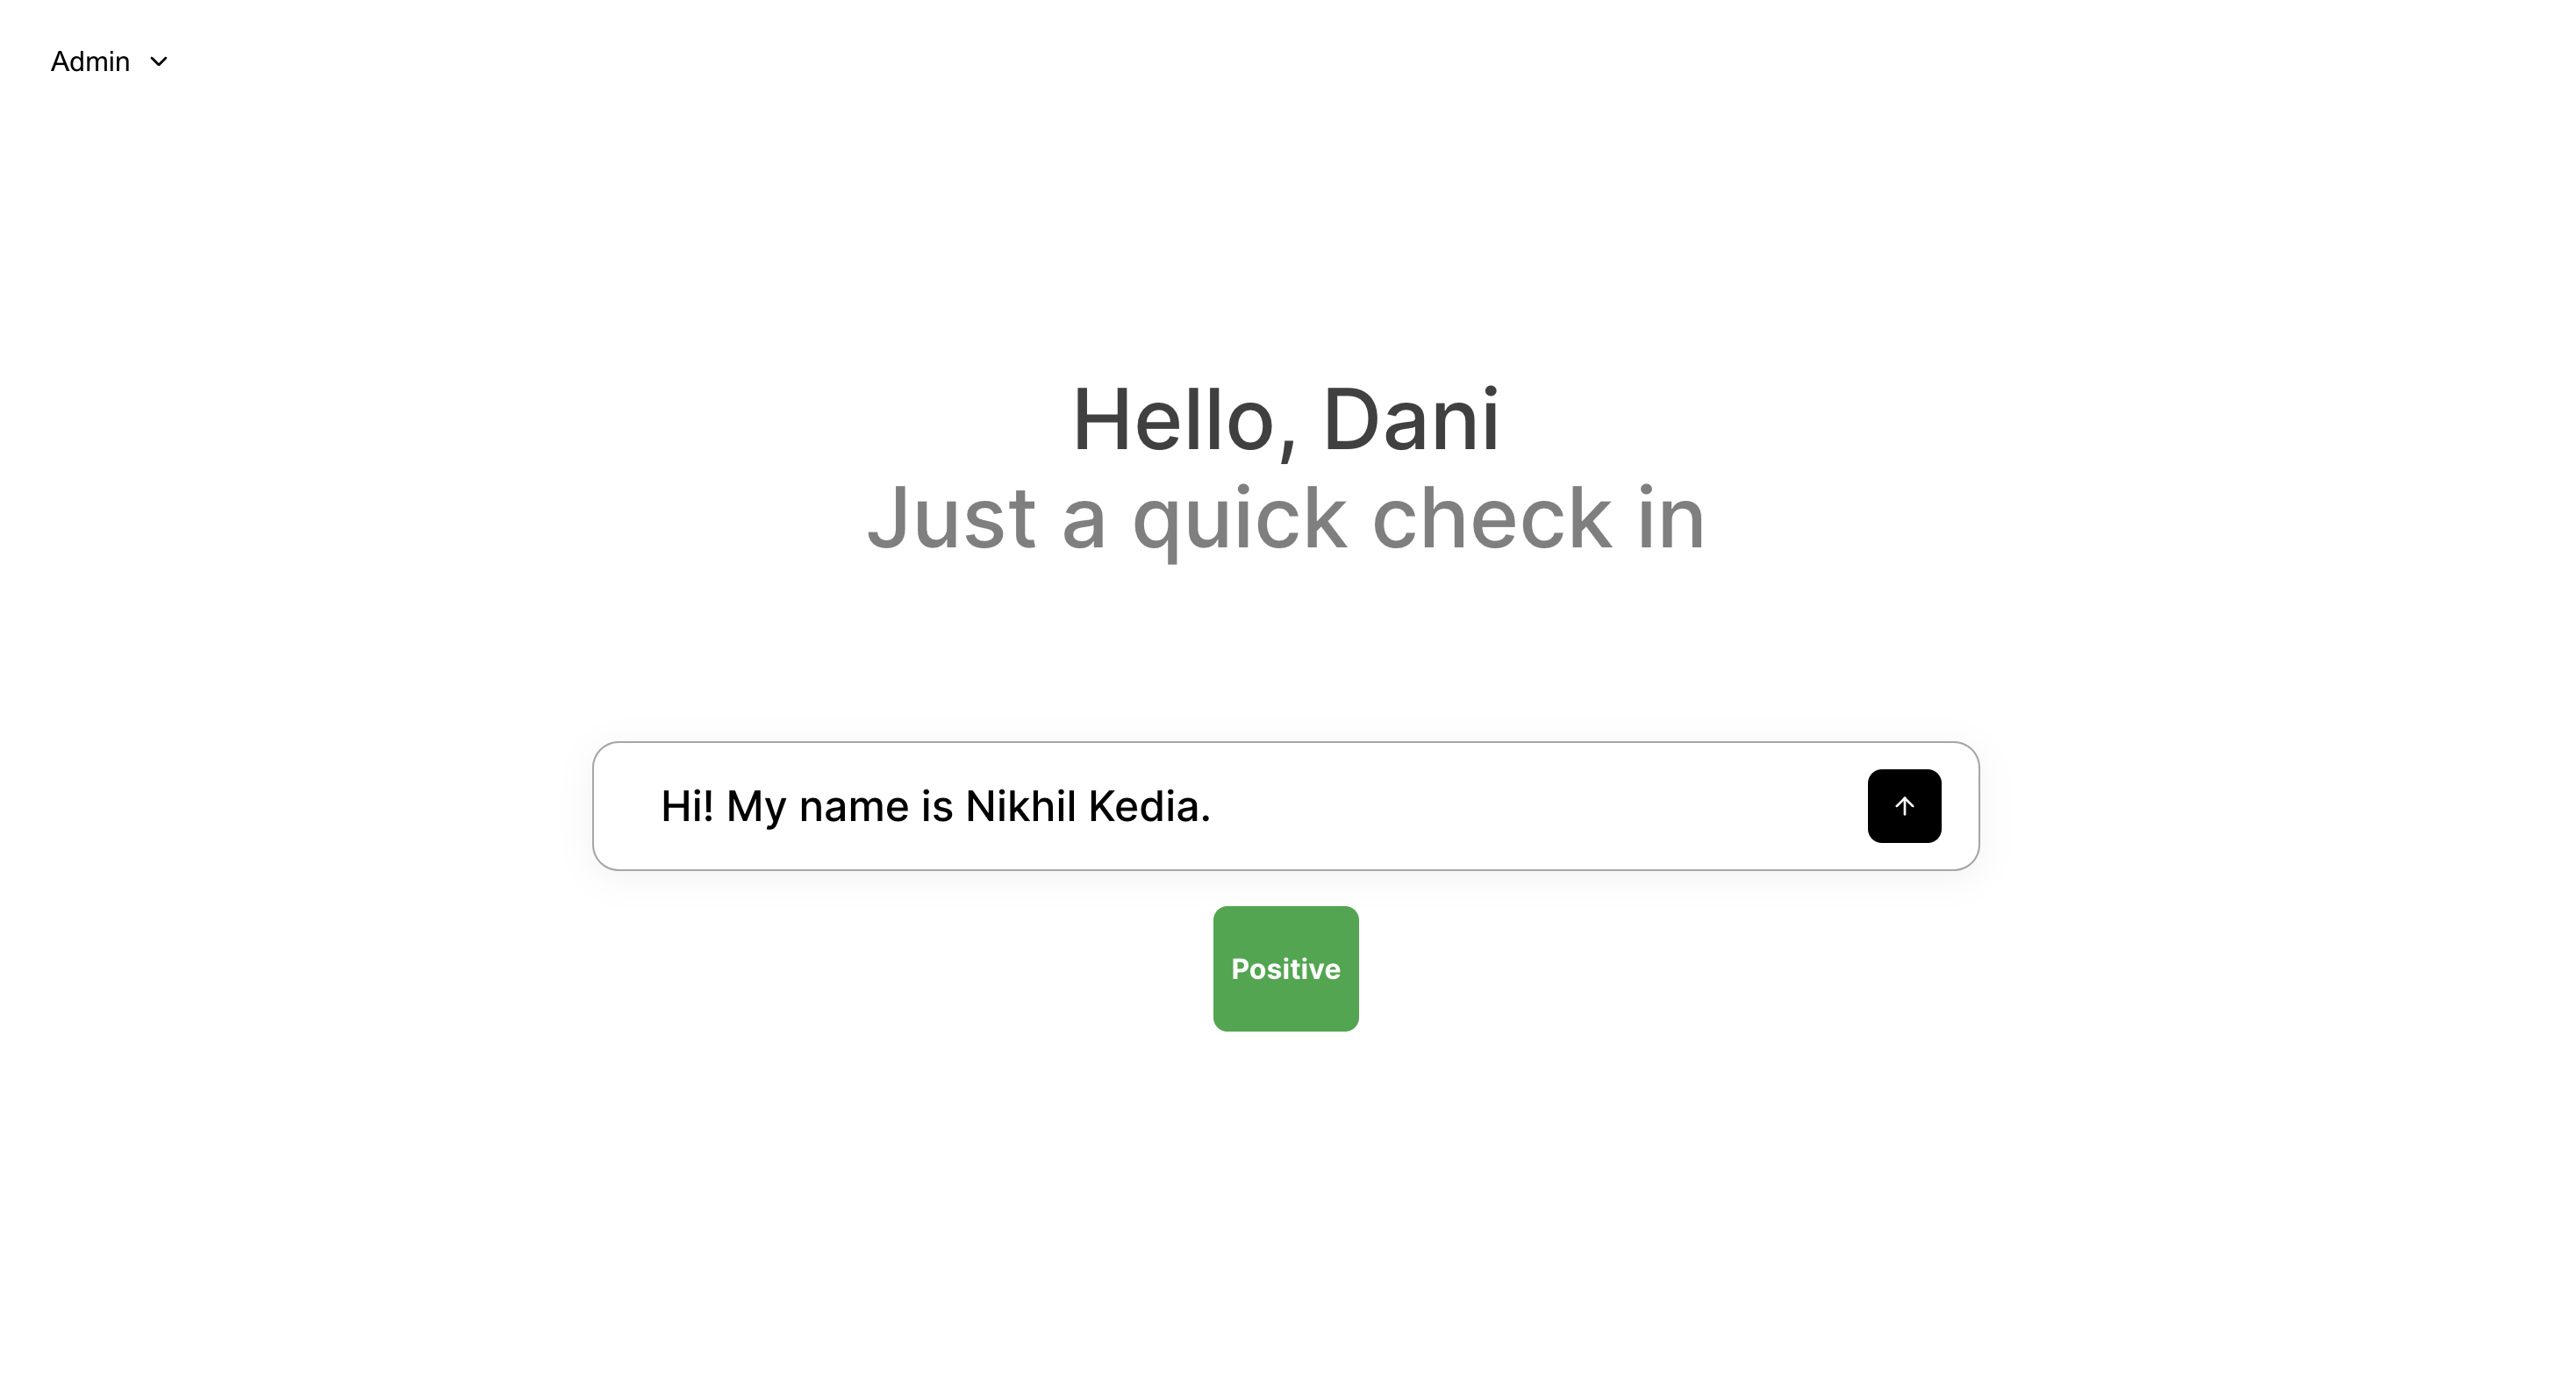 Admin
Hello, Dani
Just a quick check in
Hi! My name is Nikhil Kedia.
Positive